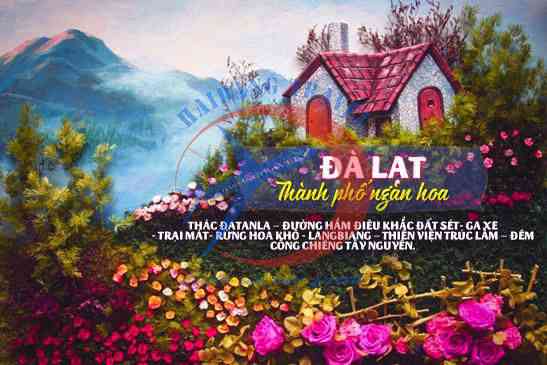 ĐÀ LẠT
Thành phố ngàn hoa
THÁC ĐATANLA – ĐƯỜNG HẦM ĐIÊU KHẮC ĐẤT SÉT- GA XE
- TRẠI MÁT- RỪNG HOA KHÔ - LANGBIANG – THIỀN VIỆN TRÚC LÂM – ĐÊM
CỒNG CHIÊNG TÂY NGUYÊN.